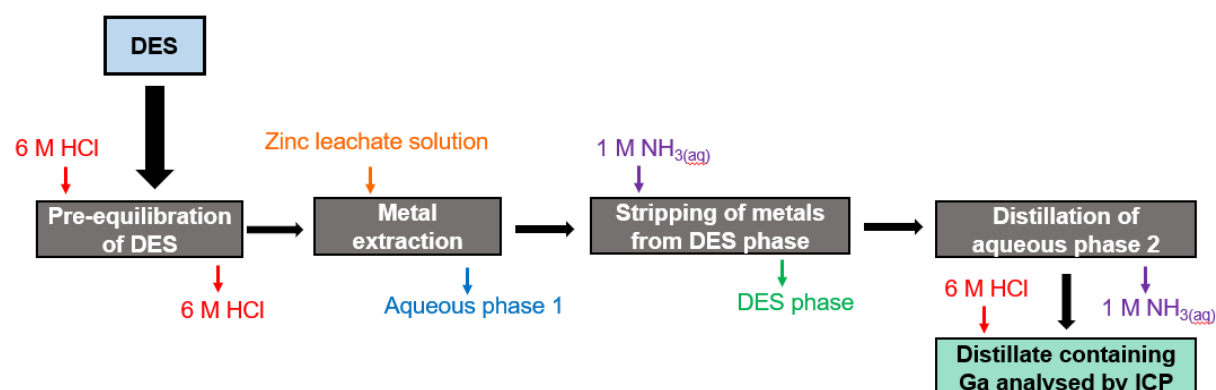 DES
6 M HCl
Zinc leachate solution
1 M NH3(aq)
Pre-equilibration
of DES
Metal
extraction
Stripping of metals
from DES phase
Distillation of
aqueous phase 2
6 M HCl
Aqueous phase 1
DES phase
6 M HCl
1 M NH3(aq)
Distillate containing
Ga analysed by ICP